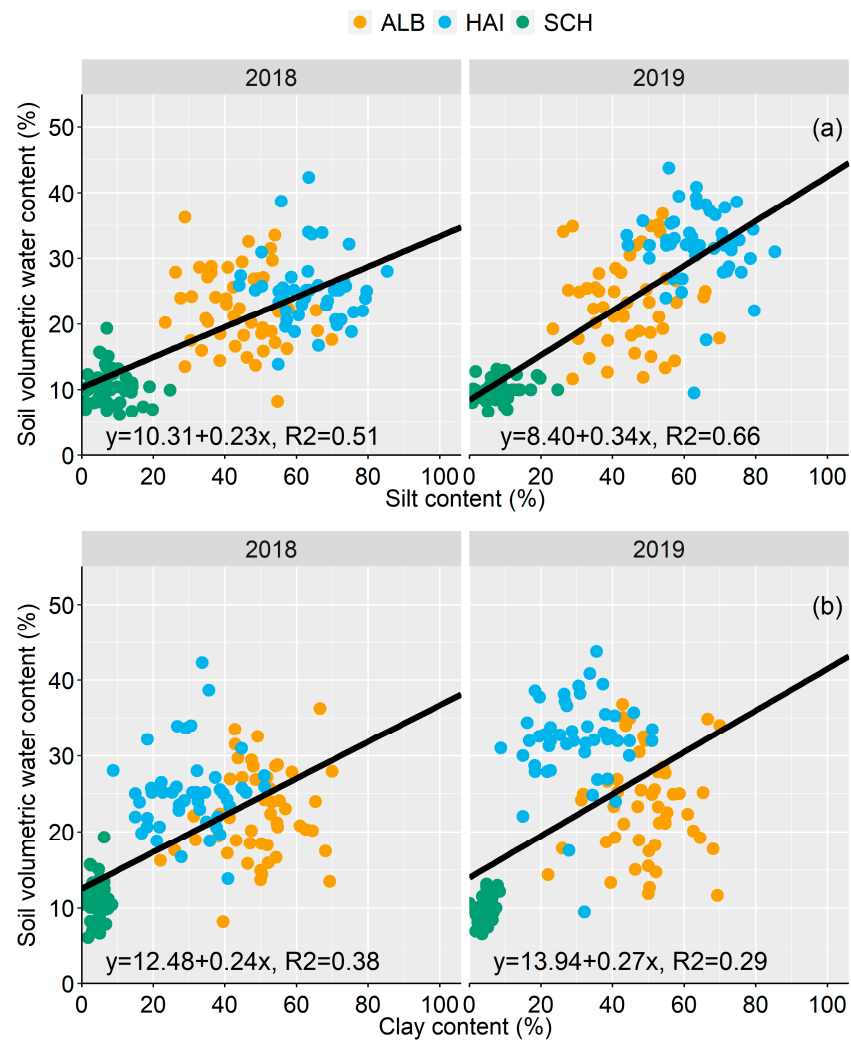 ALB HAI SCH
2018 2019
(a)
Soil volumetric water content (%)
50
40
30
20
10
0
y=10.31+0.23x, R2=0.51 y=8.40+0.34x, R2=0.66
0 20 40 60 80 100 0 20 40 60 80 100
Silt content (%)
2018 2019
(b)
Soil volumetric water content (%)
50
40
30
20
10
0
y=12.48+0.24x, R2=0.38 y=13.94+0.27x, R2=0.29
0 20 40 60 80 100 0 20 40 60 80 100
Clay content (%)